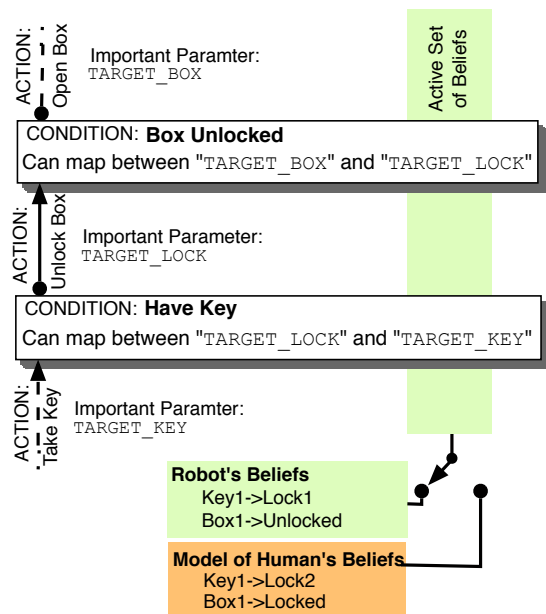 ACTION:
Open Box
Important Paramter:
TARGET_BOX
Active Set
of Beliefs
CONDITION: Box Unlocked
Can map between "TARGET_BOX" and "TARGET_LOCK"
ACTION:
Unlock Box
Important Parameter:
TARGET_LOCK
CONDITION: Have Key
Can map between "TARGET_LOCK" and "TARGET_KEY"
ACTION:
Take Key
Important Paramter:
TARGET_KEY
Robot's Beliefs
Key1->Lock1
Box1->Unlocked
Model of Human's Beliefs
Key1->Lock2
Box1->Locked